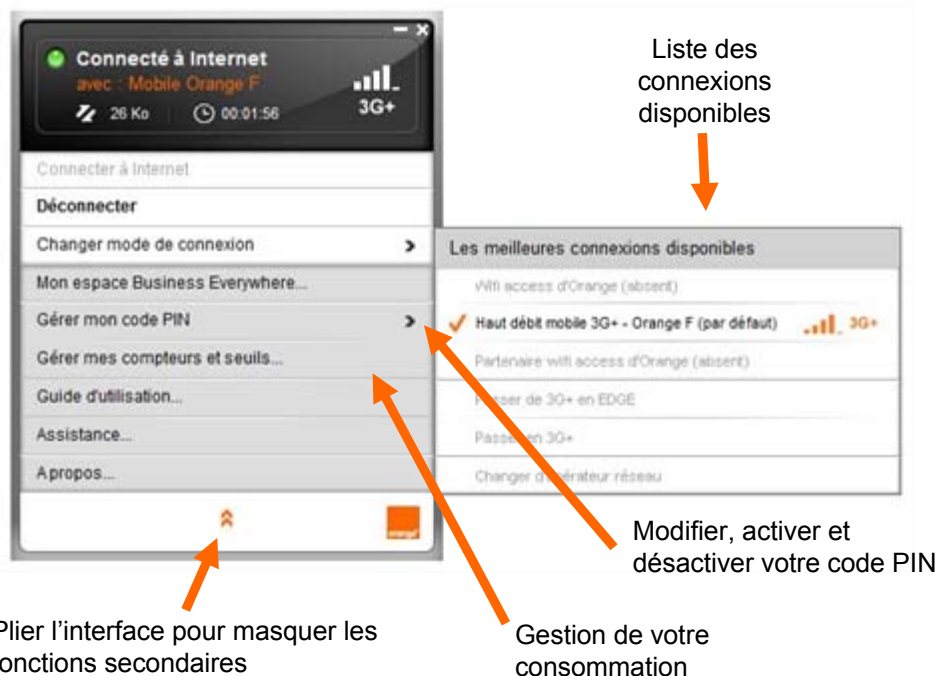 Connecté à Internet
avec : Mobile Orange F
26 Ko 00:01:56 3G+
Connecter à Internet
Déconnecter
Changer mode de connexion
Mon espace Business Everywhere...
Gérer mon code PIN
Gérer mes compteurs et seuils...
Guide d'utilisation...
Assistance...
A propos...
orange
Liste des
connexions
disponibles
Les meilleures connexions disponibles
Wifi access d'Orange (absent)
Haut débit mobile 3G+ - Orange F (par défaut) 3G+
Partenaire wifi access d'Orange (absent)
Passer de 3G+ en EDGE
Passer en 3G+
Changer d'opérateur réseau
Modifier, activer et
désactiver votre code PIN
Plier l'interface pour masquer les
fonctions secondaires
Gestion de votre
consommation